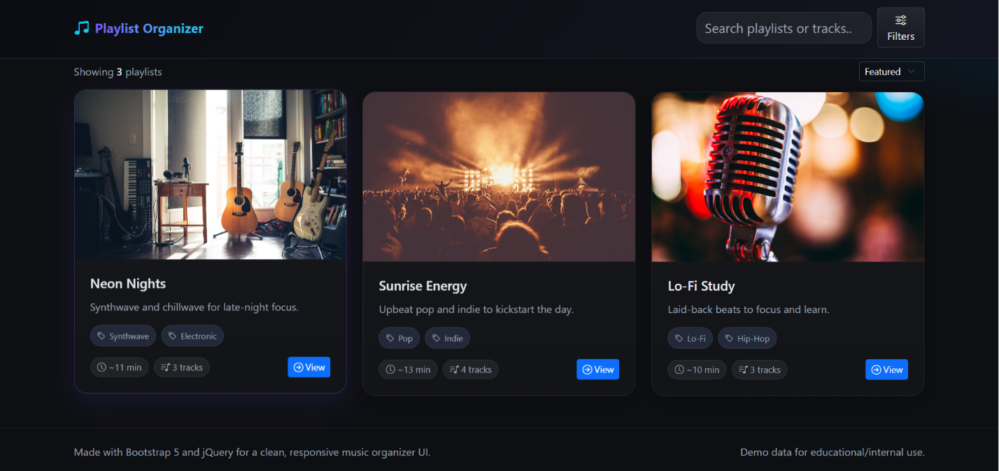 Playlist Organizer
Search playlists or tracks..
Filters
Showing 3 playlists
Featured
Neon Nights
Synthwave and chillwave for late-night focus.
Synthwave Electronic
~11 min 3 tracks View
Sunrise Energy
Upbeat pop and indie to kickstart the day.
Pop Indie
~13 min 4 tracks View
Lo-Fi Study
Laid-back beats to focus and learn.
Lo-Fi Hip-Hop
~10 min 3 tracks View
Made with Bootstrap 5 and jQuery for a clean, responsive music organizer UI.
Demo data for educational/internal use.